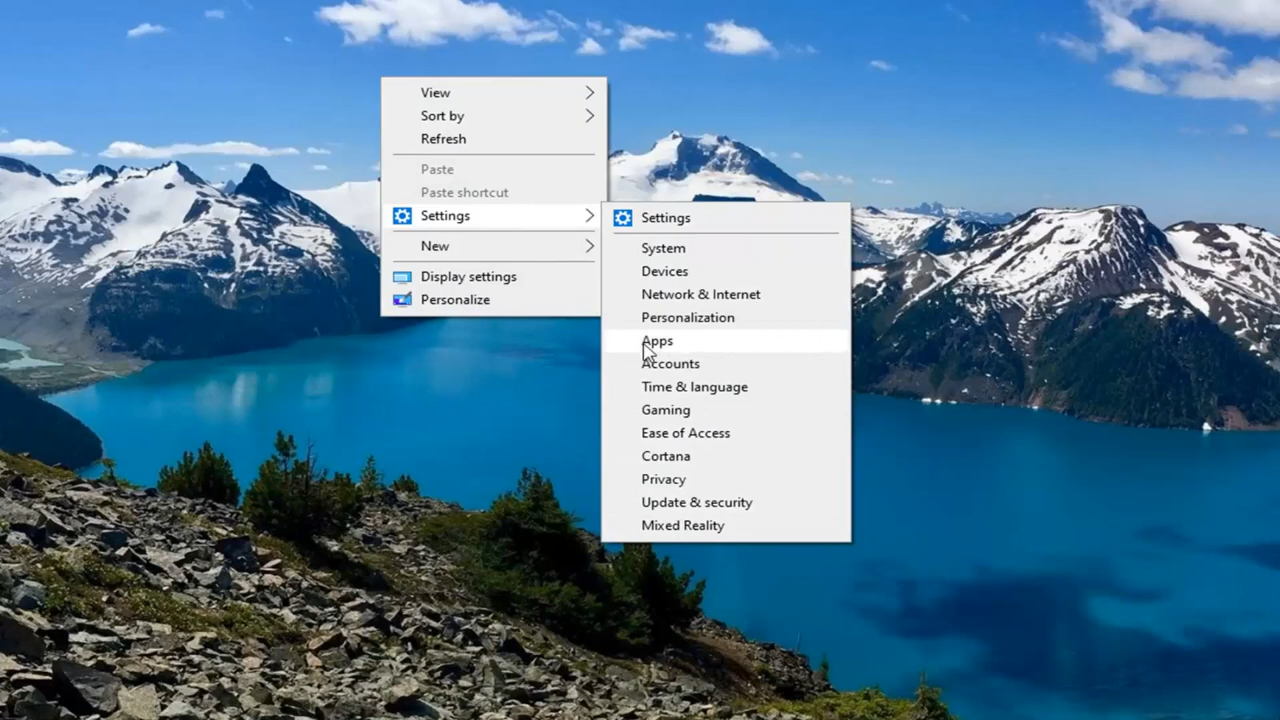 View
Sort by
Refresh
Paste
Paste shortcut
Settings
New
Display settings
Personalize
Settings
System
Devices
Network & Internet
Personalization
Apps
Accounts
Time & language
Gaming
Ease of Access
Cortana
Privacy
Update & security
Mixed Reality